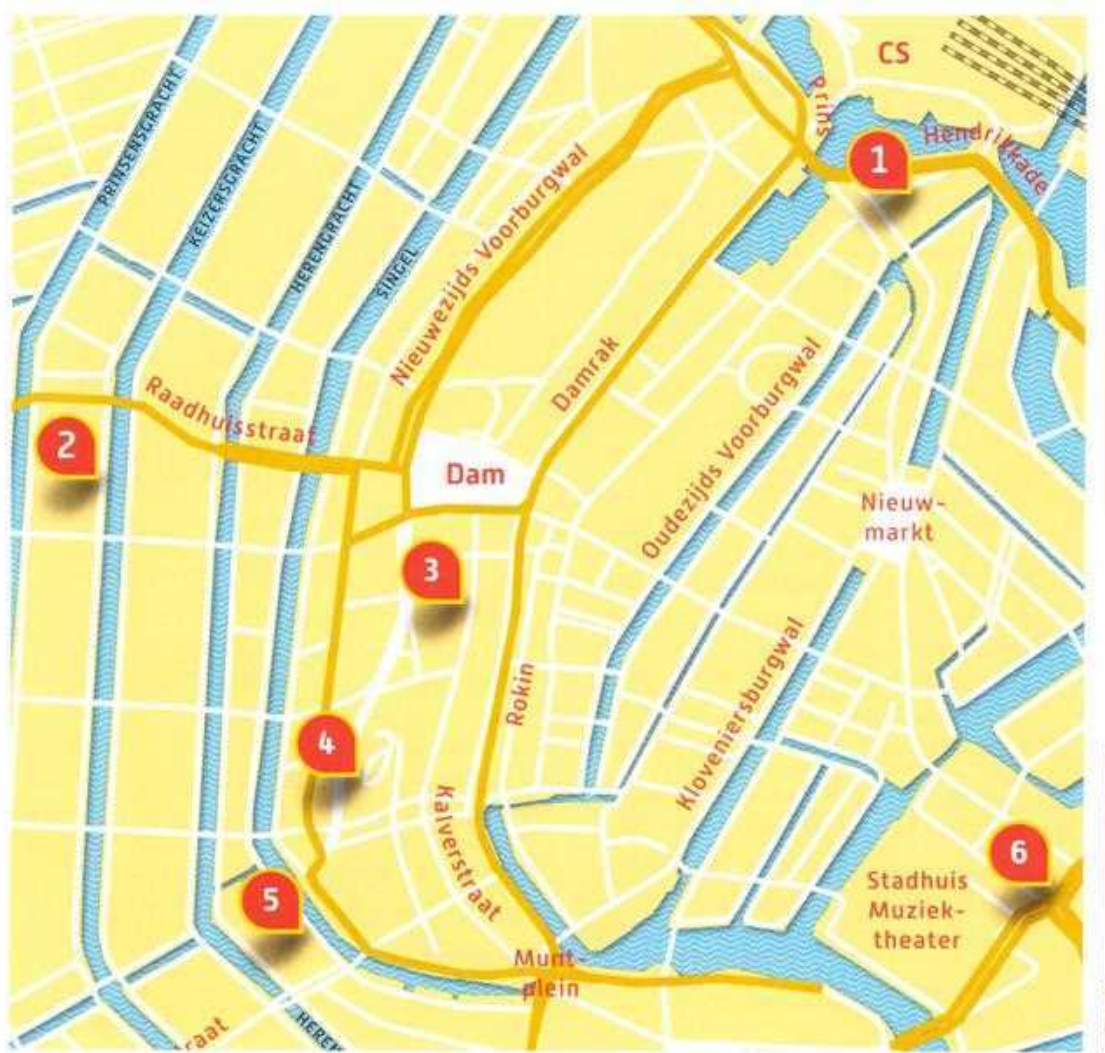 CS
Prins
Hendrikkade
1
PRINSENGRACHT
KEIZERSGRACHT
HERENGRACHT
SINGEL
Nieuwezijds Voorburgwal
Damrak
Oudezijds Voorburgwal
Raadhuisstraat
2
Dam
Nieuw-
markt
3
Rokin
Kloveniersburgwal
4
Kalverstraat
5
6
Stadhuis
Muziek-
theater
Munt-
plein
straat
HEREN